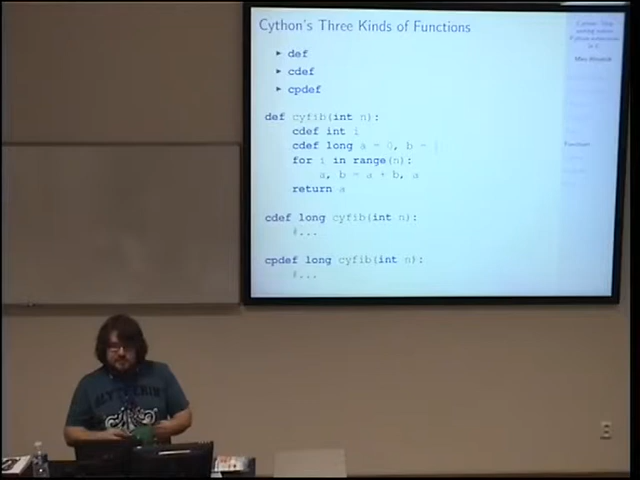 Cython's Three Kinds of Functions
▸ def
▸ cdef
▸ cpdef
def cyfib(int n):
cdef int i
cdef long a = 0, b = 1
for i in range(n):
a, b = a + b, a
return a
cdef long cyfib(int n):
#...
cpdef long cyfib(int n):
#...
Functions